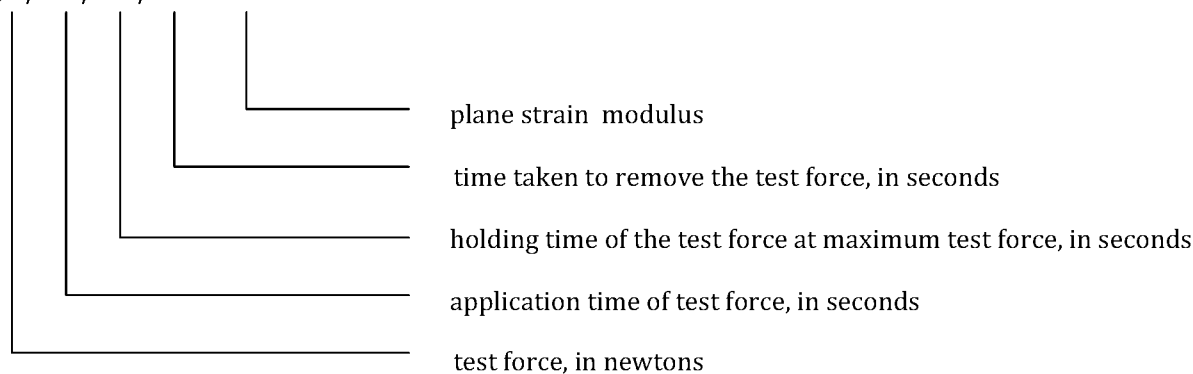 plane strain modulus
time taken to remove the test force, in seconds
holding time of the test force at maximum test force, in seconds
application time of test force, in seconds
test force, in newtons